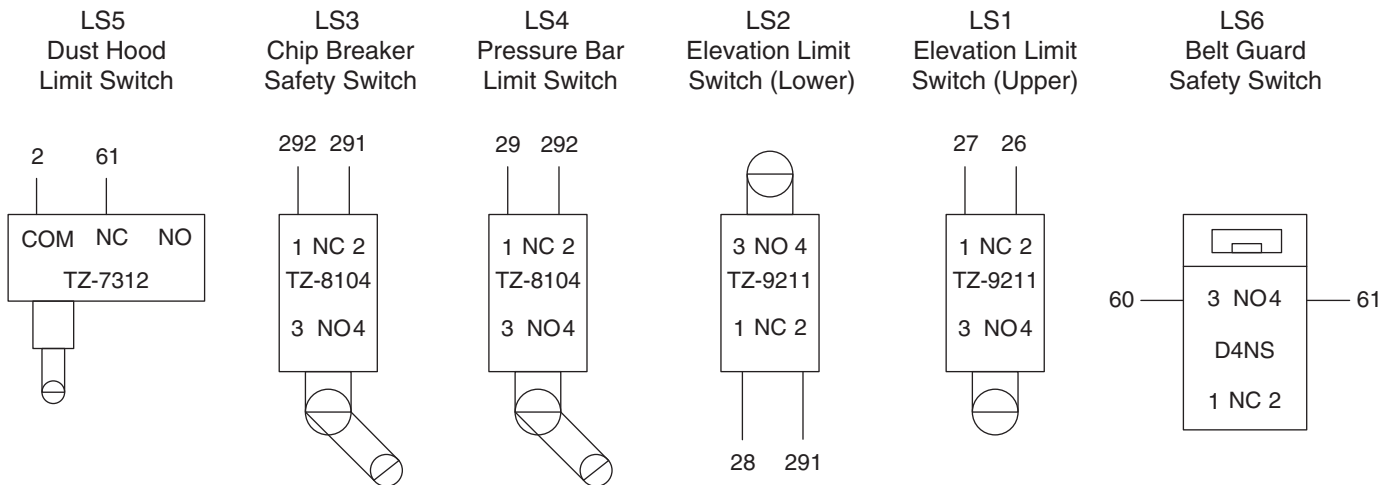 LS5
Dust Hood
Limit Switch
2 61
COM NC NO
TZ-7312
LS3
Chip Breaker
Safety Switch
292 291
1 NC 2
TZ-8104
3 NO4
LS4
Pressure Bar
Limit Switch
29 292
1 NC 2
TZ-8104
3 NO4
LS2
Elevation Limit
Switch (Lower)
3 NO 4
TZ-9211
1 NC 2
28 291
LS1
Elevation Limit
Switch (Upper)
27 26
1 NC 2
TZ-9211
3 NO4
LS6
Belt Guard
Safety Switch
60 3 NO4 61
D4NS
1 NC 2